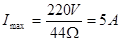 I_max = 220V / 44Ω = 5A